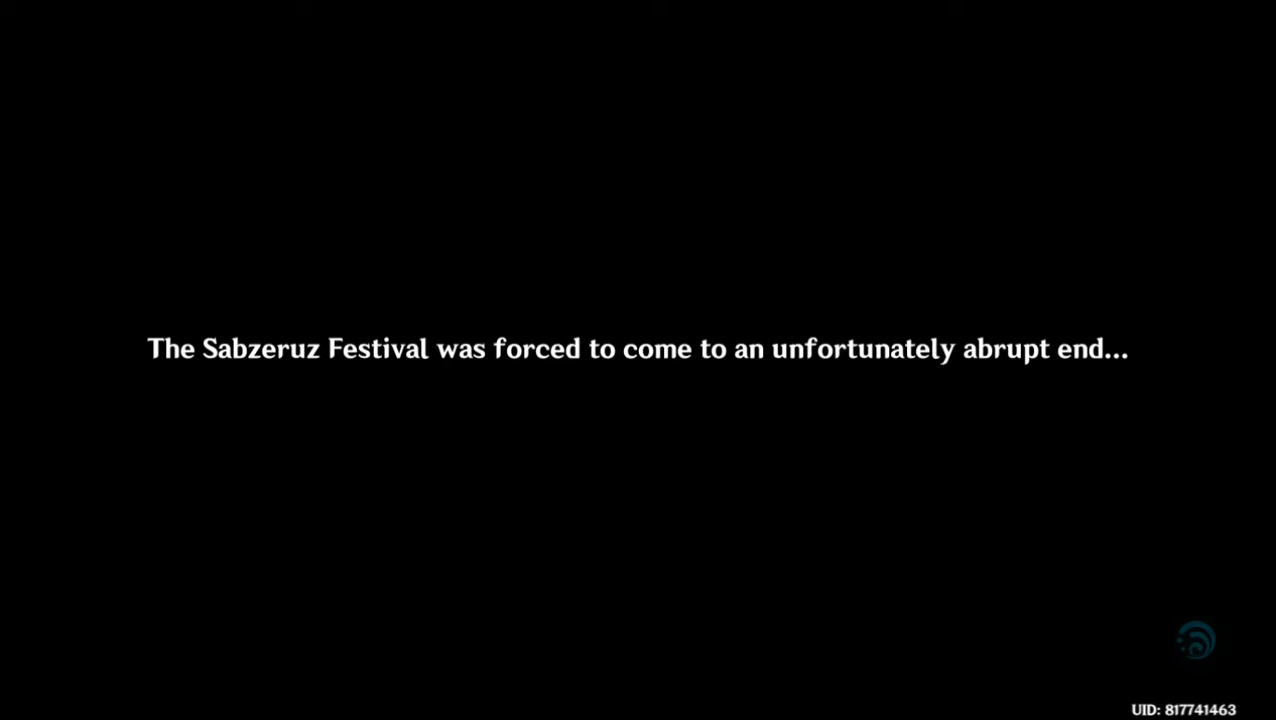 The Sabzeruz Festival was forced to come to an unfortunately abrupt end...
UID: 817741463